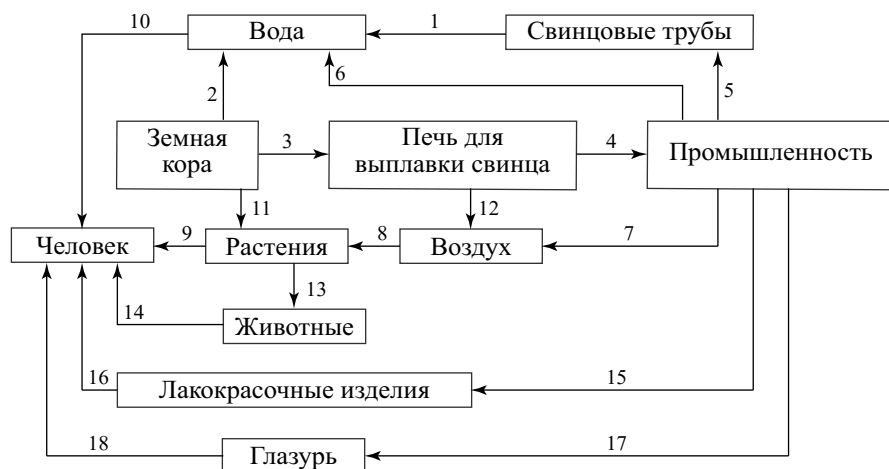 10
Вода
1
Свинцовые трубы
2
6
5
Земная
кора
3
Печь для
выплавки свинца
4
Промышленность
11
12
Человек
9
Растения
8
Воздух
7
13
14
Животные
16
Лакокрасочные изделия
15
18
Глазурь
17